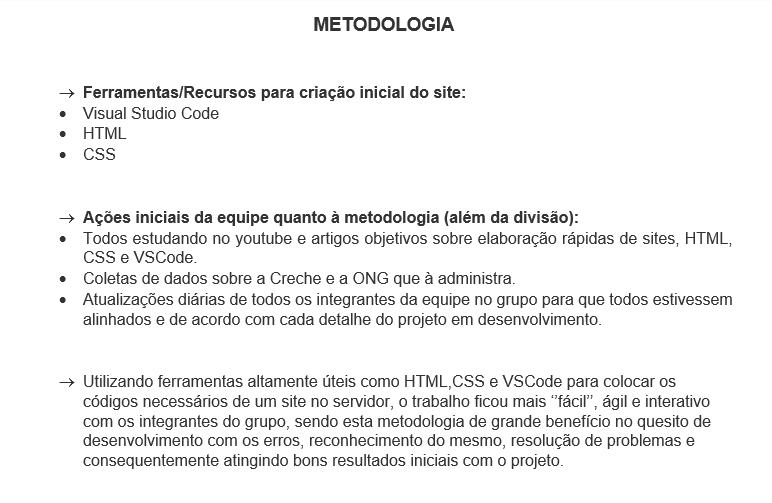 METODOLOGIA
→ Ferramentas/Recursos para criação inicial do site:
• Visual Studio Code
• HTML
• CSS
→ Ações iniciais da equipe quanto à metodologia (além da divisão):
• Todos estudando no youtube e artigos objetivos sobre elaboração rápidas de sites, HTML,
CSS e VSCode.
• Coletas de dados sobre a Creche e a ONG que à administra.
• Atualizações diárias de todos os integrantes da equipe no grupo para que todos estivessem
alinhados e de acordo com cada detalhe do projeto em desenvolvimento.
→ Utilizando ferramentas altamente úteis como HTML,CSS e VSCode para colocar os
códigos necessários de um site no servidor, o trabalho ficou mais ‘‘fácil’’, ágil e interativo
com os integrantes do grupo, sendo esta metodologia de grande benefício no quesito de
desenvolvimento com os erros, reconhecimento do mesmo, resolução de problemas e
consequentemente atingindo bons resultados iniciais com o projeto.